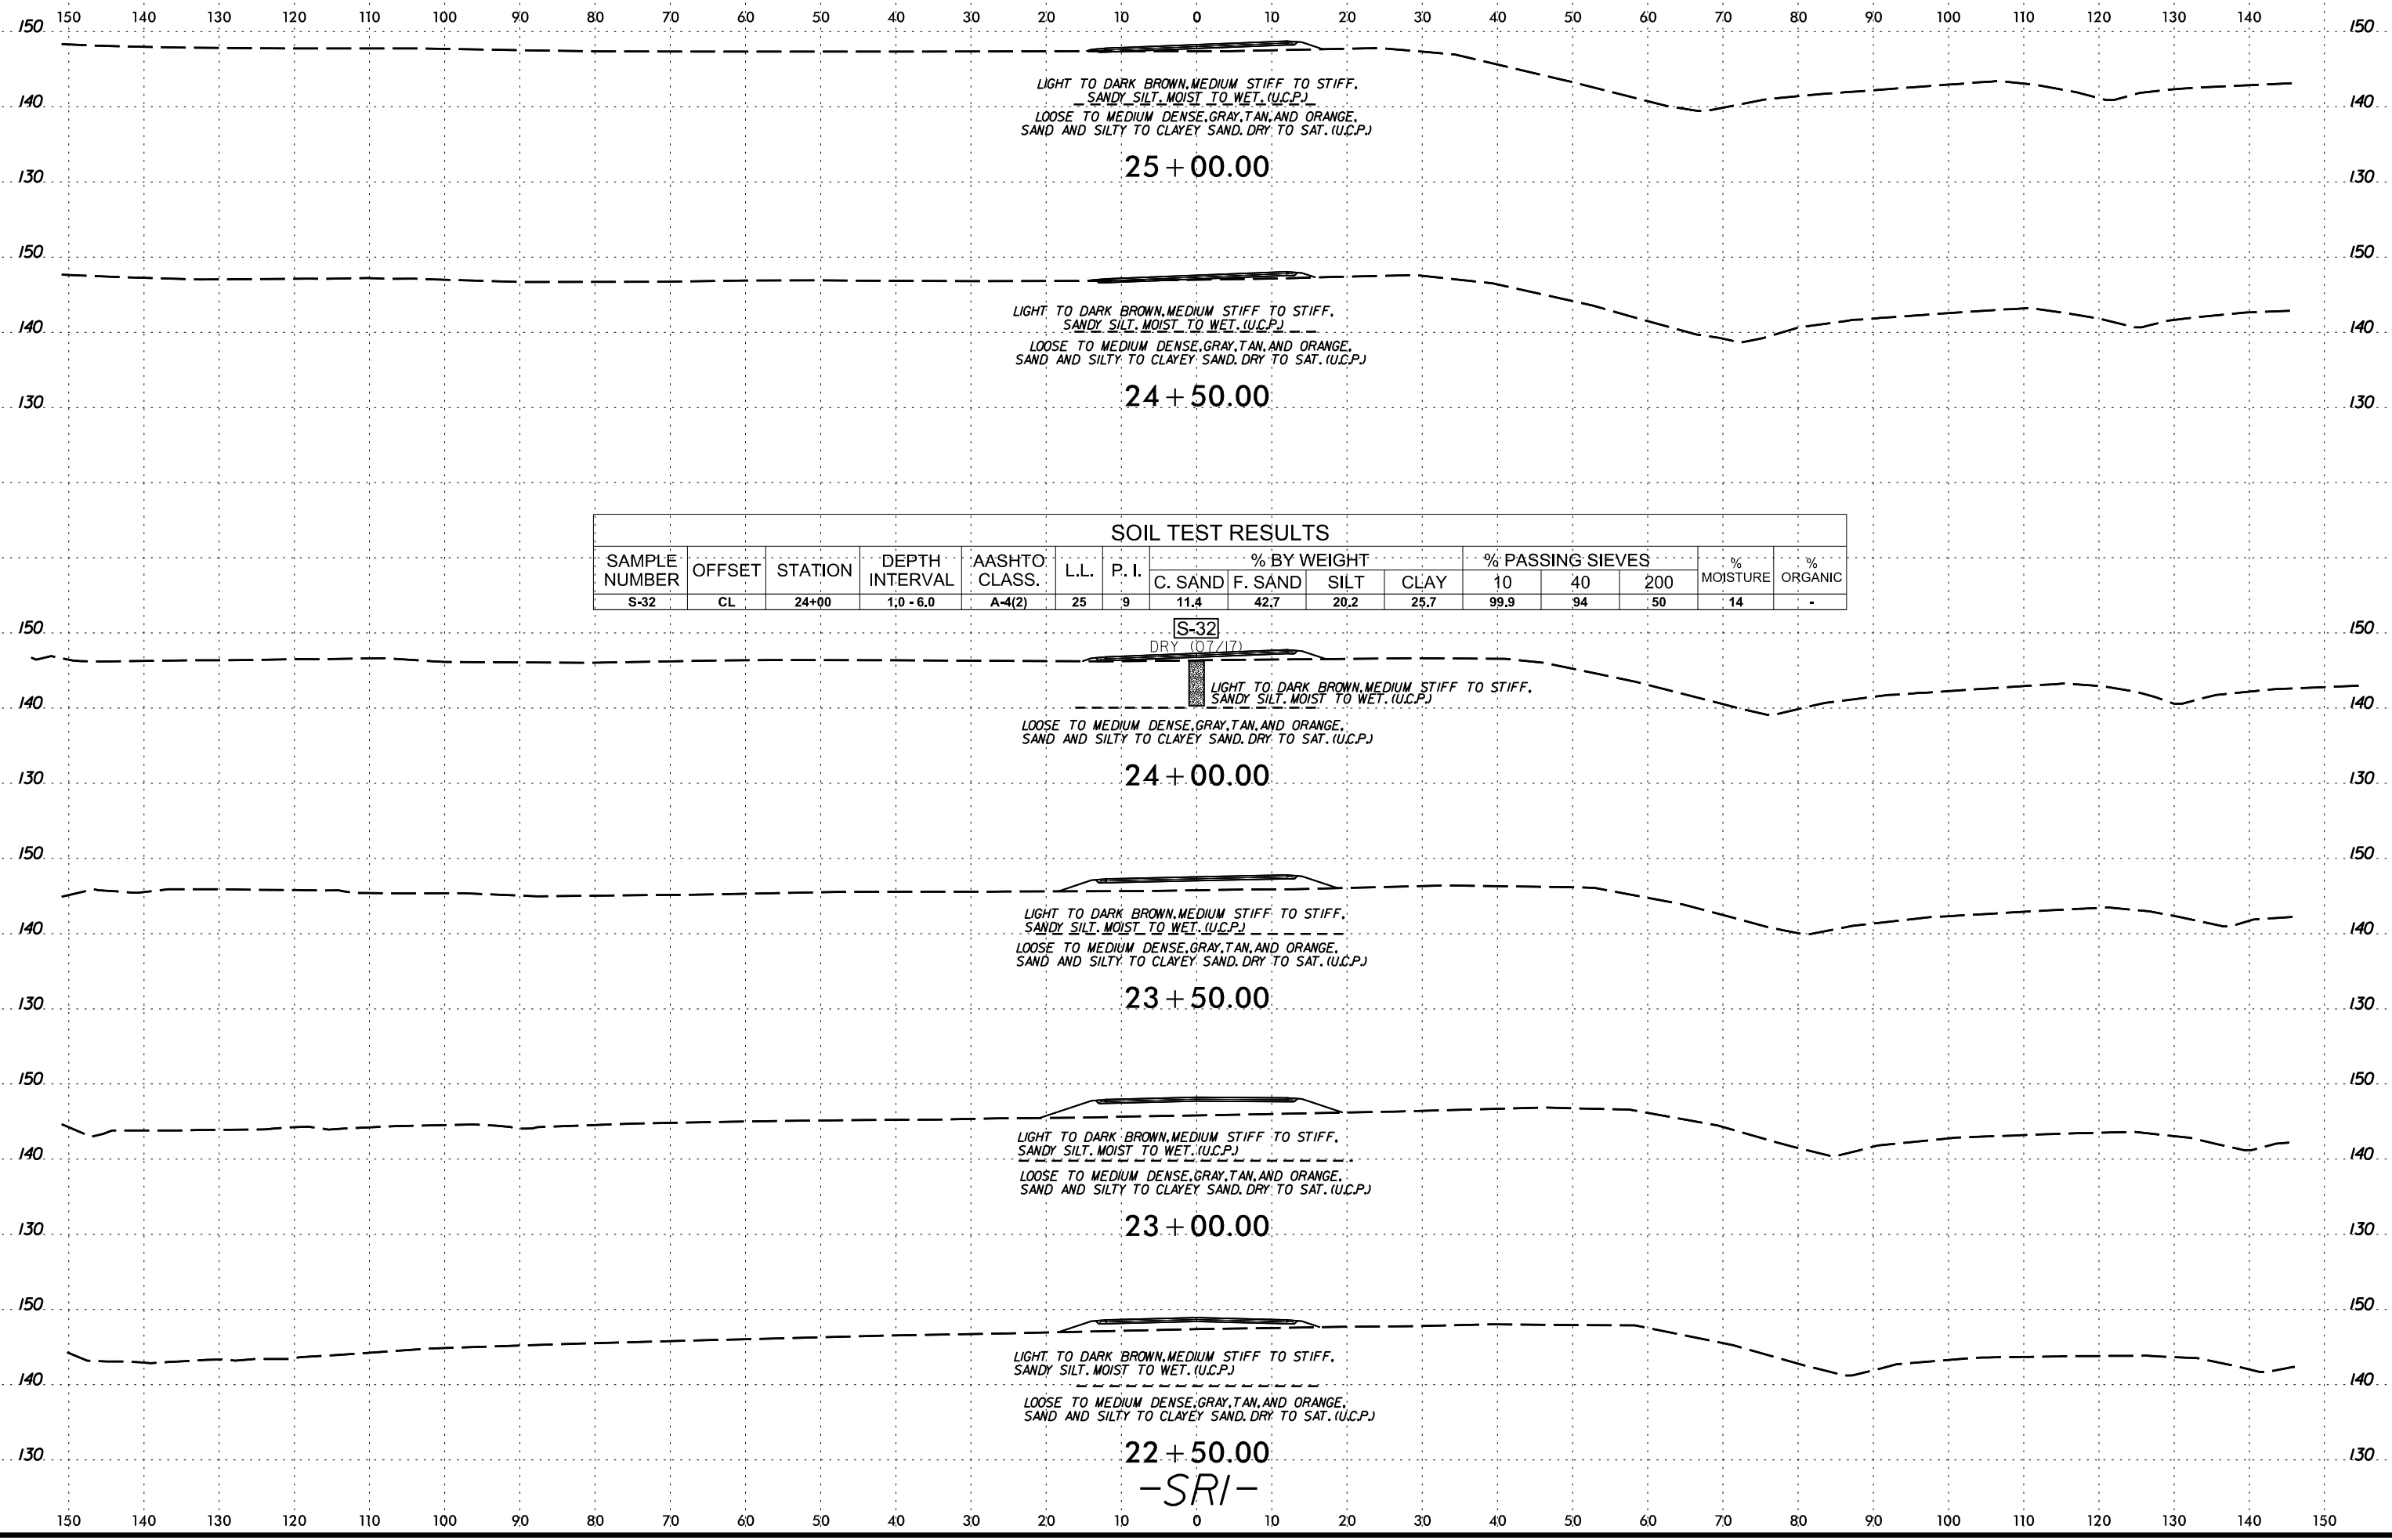 150 140 130 120 110 100 90 80 70 60 50 40 30 20 10 0 10 20 30 40 50 60 70 80 90 100 110 120 130 140
150 150
LIGHT TO DARK BROWN, MEDIUM STIFF TO STIFF,
SANDY SILT. MOIST TO WET. (U.C.P.)
140 140
LOOSE TO MEDIUM DENSE, GRAY, TAN, AND ORANGE,
SAND AND SILTY TO CLAYEY SAND. DRY TO SAT. (U.C.P.)
25+00.00
130 130
150 150
LIGHT TO DARK BROWN, MEDIUM STIFF TO STIFF,
SANDY SILT. MOIST TO WET. (U.C.P.)
140 140
LOOSE TO MEDIUM DENSE, GRAY, TAN, AND ORANGE,
SAND AND SILTY TO CLAYEY SAND. DRY TO SAT. (U.C.P.)
24+50.00
130 130
SOIL TEST RESULTS
SAMPLE NUMBER OFFSET STATION DEPTH INTERVAL AASHTO CLASS. L.L. P. I. % BY WEIGHT % PASSING SIEVES % MOISTURE % ORGANIC
C. SAND F. SAND SILT CLAY 10 40 200
S-32 CL 24+00 1.0 - 6.0 A-4(2) 25 9 11.4 42.7 20.2 25.7 99.9 94 50 14 -
150 150
S-32
DRY (07/17)
LIGHT TO DARK BROWN, MEDIUM STIFF TO STIFF,
SANDY SILT. MOIST TO WET. (U.C.P.)
140 140
LOOSE TO MEDIUM DENSE, GRAY, TAN, AND ORANGE,
SAND AND SILTY TO CLAYEY SAND. DRY TO SAT. (U.C.P.)
24+00.00
130 130
150 150
LIGHT TO DARK BROWN, MEDIUM STIFF TO STIFF,
SANDY SILT. MOIST TO WET. (U.C.P.)
140 140
LOOSE TO MEDIUM DENSE, GRAY, TAN, AND ORANGE,
SAND AND SILTY TO CLAYEY SAND. DRY TO SAT. (U.C.P.)
23+50.00
130 130
150 150
LIGHT TO DARK BROWN, MEDIUM STIFF TO STIFF,
SANDY SILT. MOIST TO WET. (U.C.P.)
140 140
LOOSE TO MEDIUM DENSE, GRAY, TAN, AND ORANGE,
SAND AND SILTY TO CLAYEY SAND. DRY TO SAT. (U.C.P.)
23+00.00
130 130
150 150
LIGHT TO DARK BROWN, MEDIUM STIFF TO STIFF,
SANDY SILT. MOIST TO WET. (U.C.P.)
140 140
LOOSE TO MEDIUM DENSE, GRAY, TAN, AND ORANGE,
SAND AND SILTY TO CLAYEY SAND. DRY TO SAT. (U.C.P.)
22+50.00
130 130
-SR1-
150 140 130 120 110 100 90 80 70 60 50 40 30 20 10 0 10 20 30 40 50 60 70 80 90 100 110 120 130 140 150